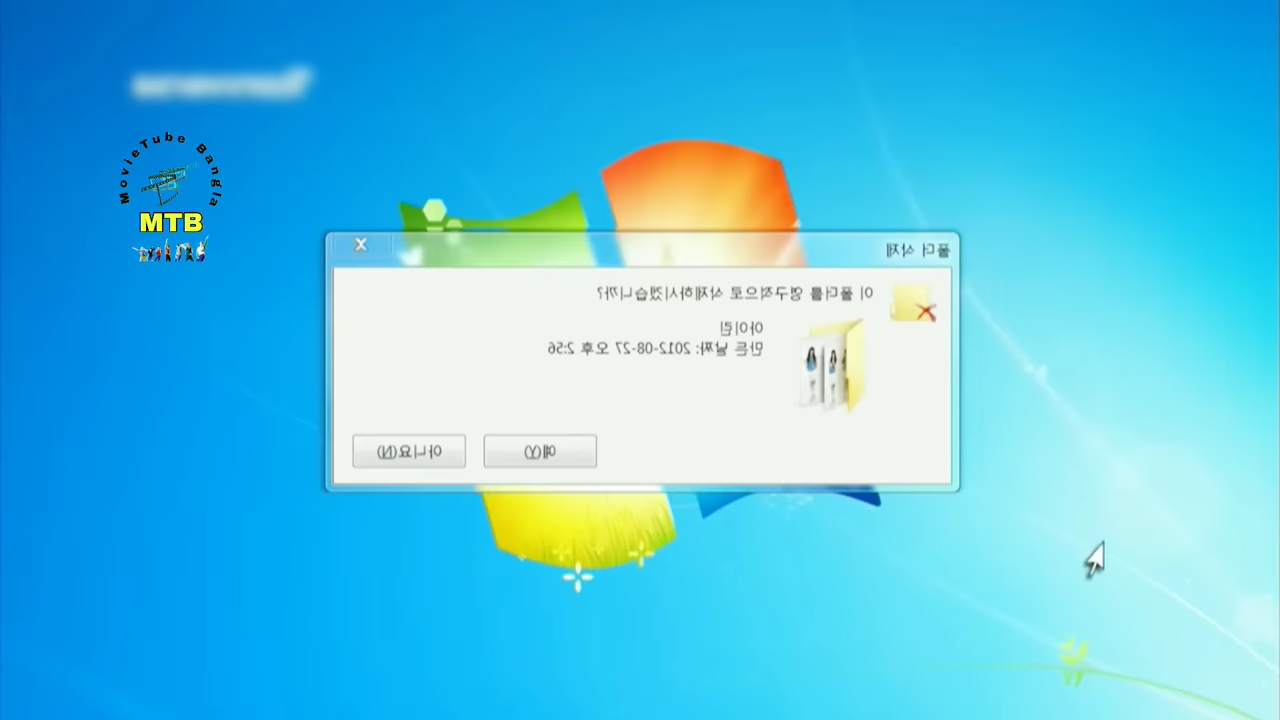 MovieTube Bangla
MTB
폴더 삭제
이 폴더를 영구적으로 삭제하시겠습니까?
아이린
만든 날짜: 2012-08-27 오후 2:56
예(Y)
아니요(N)